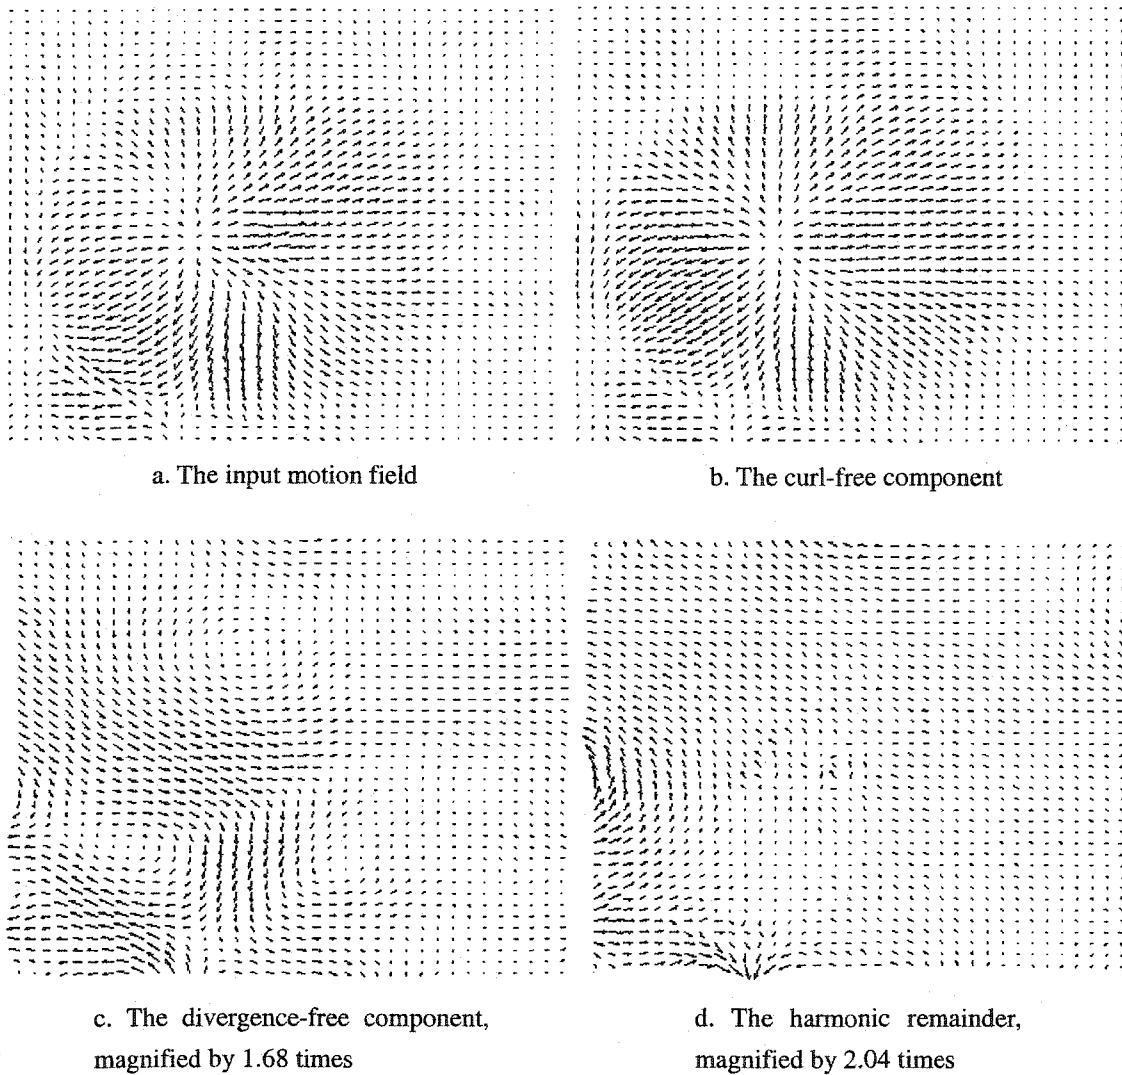 a. The input motion field
b. The curl-free component
c. The divergence-free component,
magnified by 1.68 times
d. The harmonic remainder,
magnified by 2.04 times